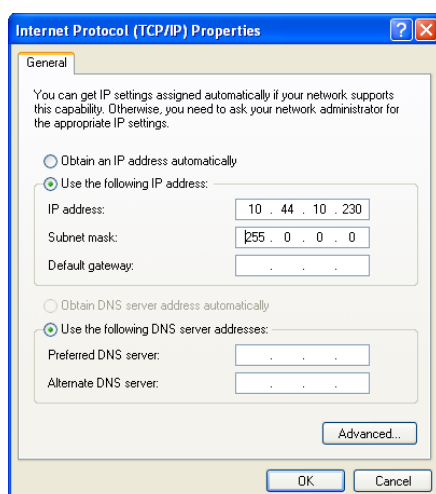 Internet Protocol (TCP/IP) Properties
General
You can get IP settings assigned automatically if your network supports
this capability. Otherwise, you need to ask your network administrator for
the appropriate IP settings.
Obtain an IP address automatically
Use the following IP address:
IP address: 10 . 44 . 10 . 230
Subnet mask: 255 . 0 . 0 . 0
Default gateway: . . .
Obtain DNS server address automatically
Use the following DNS server addresses:
Preferred DNS server: . . .
Alternate DNS server: . . .
Advanced...
OK Cancel